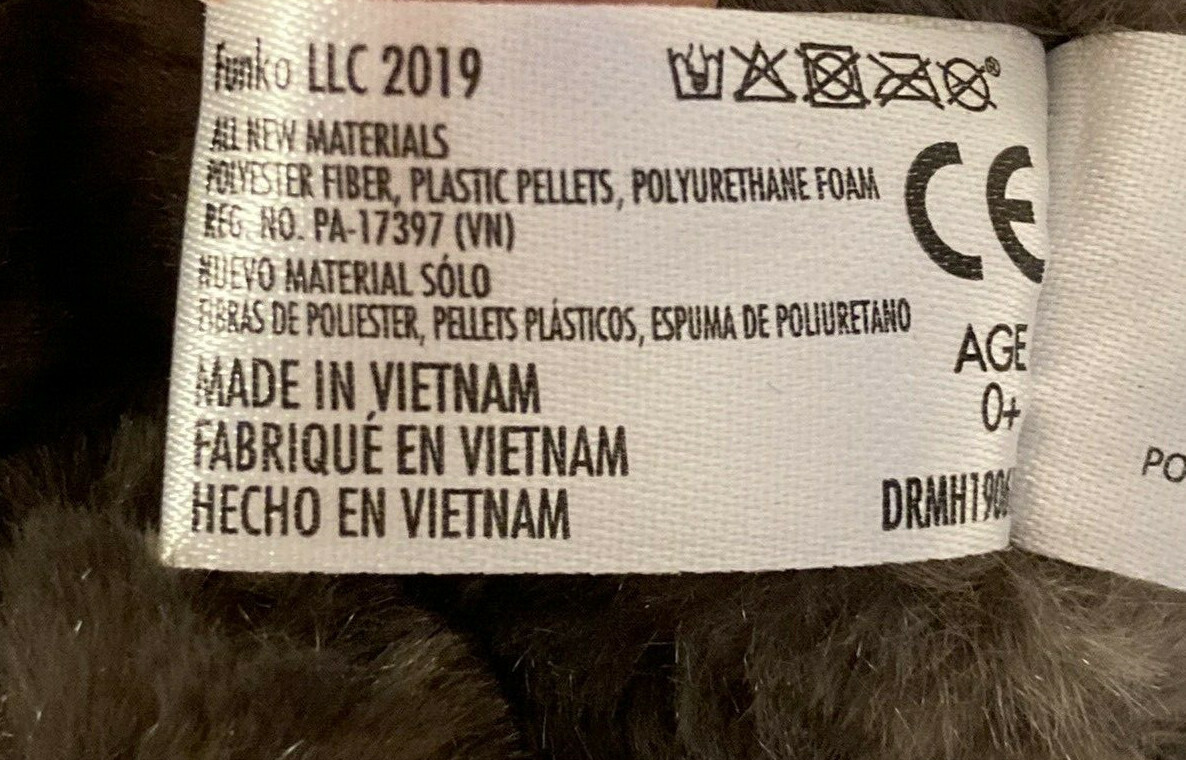 Funko LLC 2019
®
ALL NEW MATERIALS
POLYESTER FIBER, PLASTIC PELLETS, POLYURETHANE FOAM
REG. NO. PA-17397 (VN)
CE
NUEVO MATERIAL SÓLO
FIBRAS DE POLIESTER, PELLETS PLÁSTICOS, ESPUMA DE POLIURETANO
AGE
0+
MADE IN VIETNAM
FABRIQUÉ EN VIETNAM
HECHO EN VIETNAM
PO